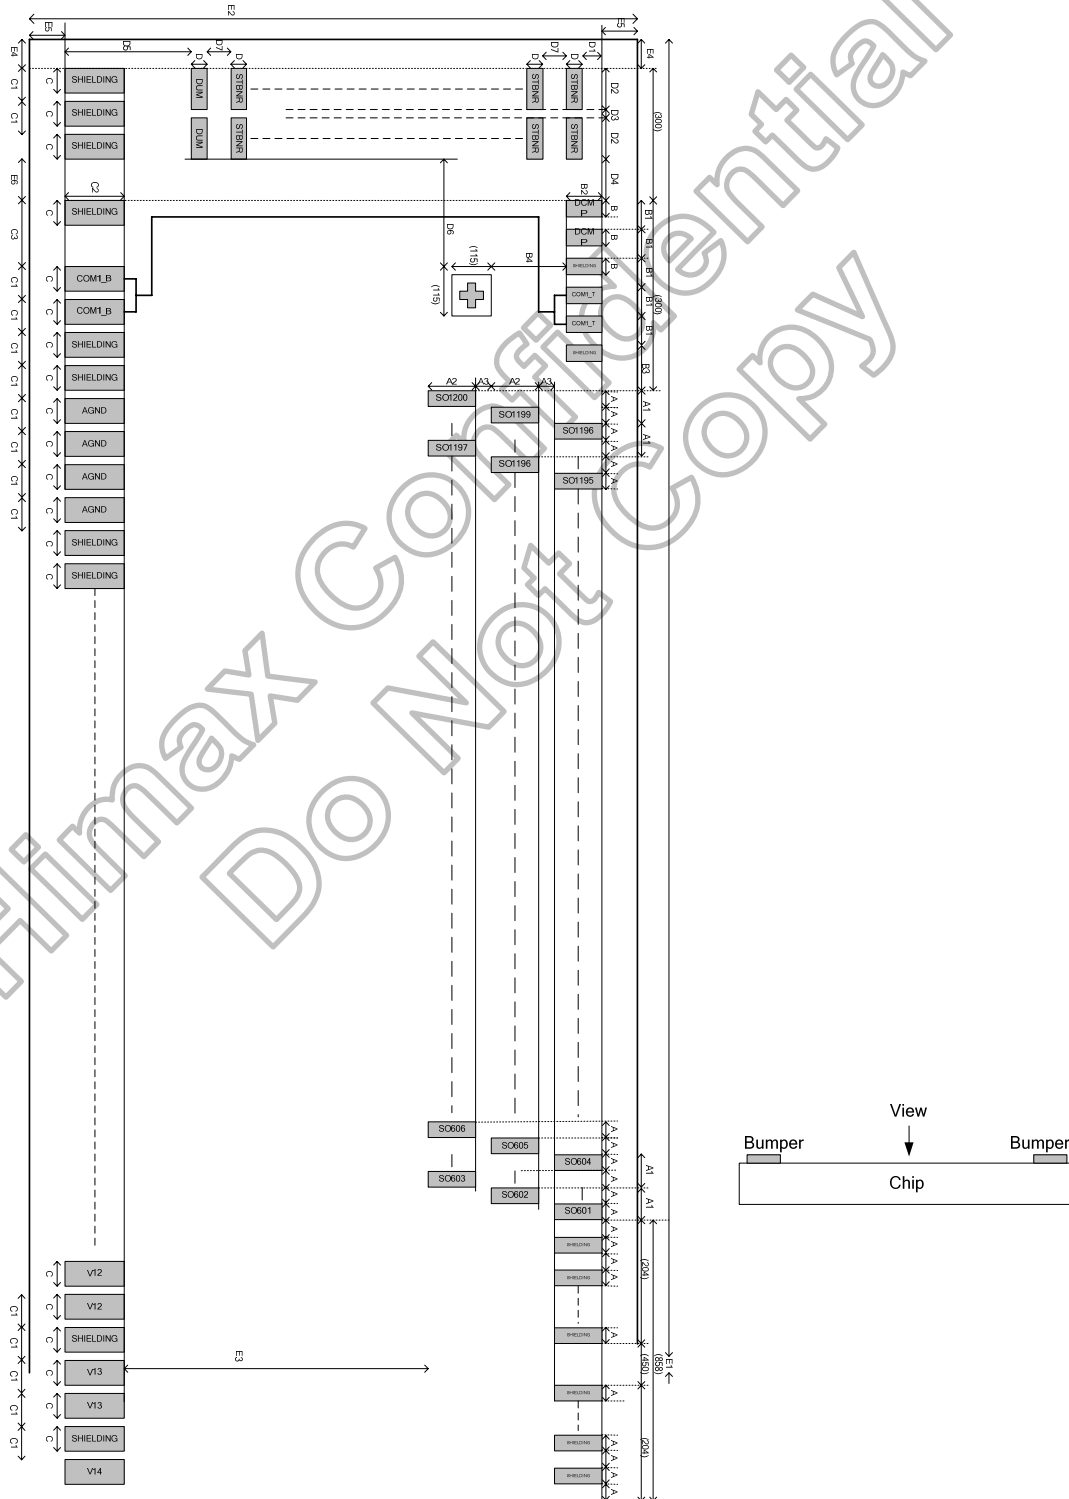 E2
E5
E5
E4
D5
D7
D
D
D7
D1
D
D
E4
C1
C
SHIELDING
DUM
STBNR
STBNR
STBNR
D2
(300)
C1
C
SHIELDING
D3
C
SHIELDING
DUM
STBNR
STBNR
STBNR
D2
E6
C2
D4
B2
C
SHIELDING
DCM
P
B
B1
C3
D6
DCM
P
B
B1
(115)
B4
SHIELDING
B
B1
C1
C
COM1_B
(115)
COM1_T
B1
(300)
C1
C
COM1_B
COM1_T
B1
C1
C
SHIELDING
SHIELDING
B3
C1
C
SHIELDING
A2
A3
A2
A3
C1
C
AGND
SO1200
A
SO1199
A
A1
C1
C
AGND
SO1196
A
SO1197
A
A1
C1
C
AGND
SO1196
A
SO1195
A
C1
C
AGND
C
SHIELDING
C
SHIELDING
Himax Confidential
Do Not Copy
SO606
A
SO605
A
SO604
A
A1
SO603
A
SO602
A
A1
SO601
A
A
SHIELDING
A
(204)
C
V12
SHIELDING
A
C1
C
V12
C1
C
SHIELDING
SHIELDING
A
E3
(450)
(858)
E1
C1
C
V13
C1
C
V13
SHIELDING
A
C1
C
SHIELDING
SHIELDING
A
(204)
A
V14
SHIELDING
A
A
View
Bumper
Bumper
Chip